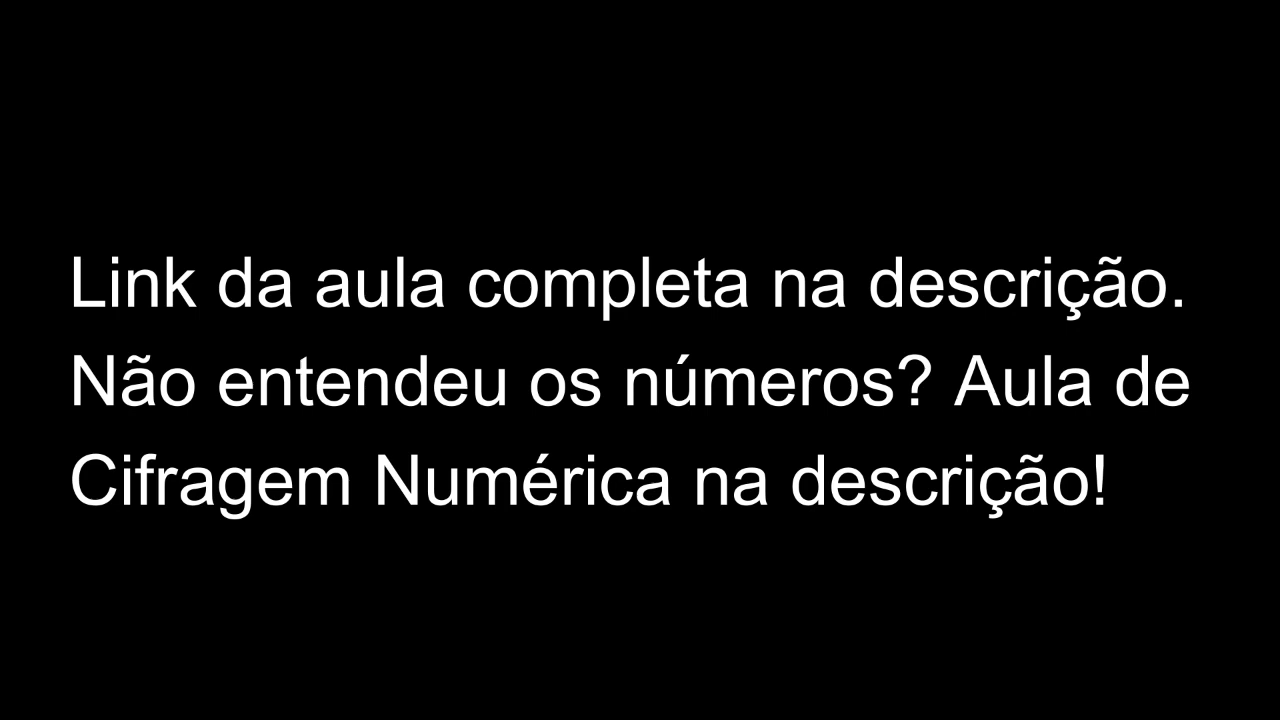 Link da aula completa na descrição.
Não entendeu os números? Aula de
Cifragem Numérica na descrição!